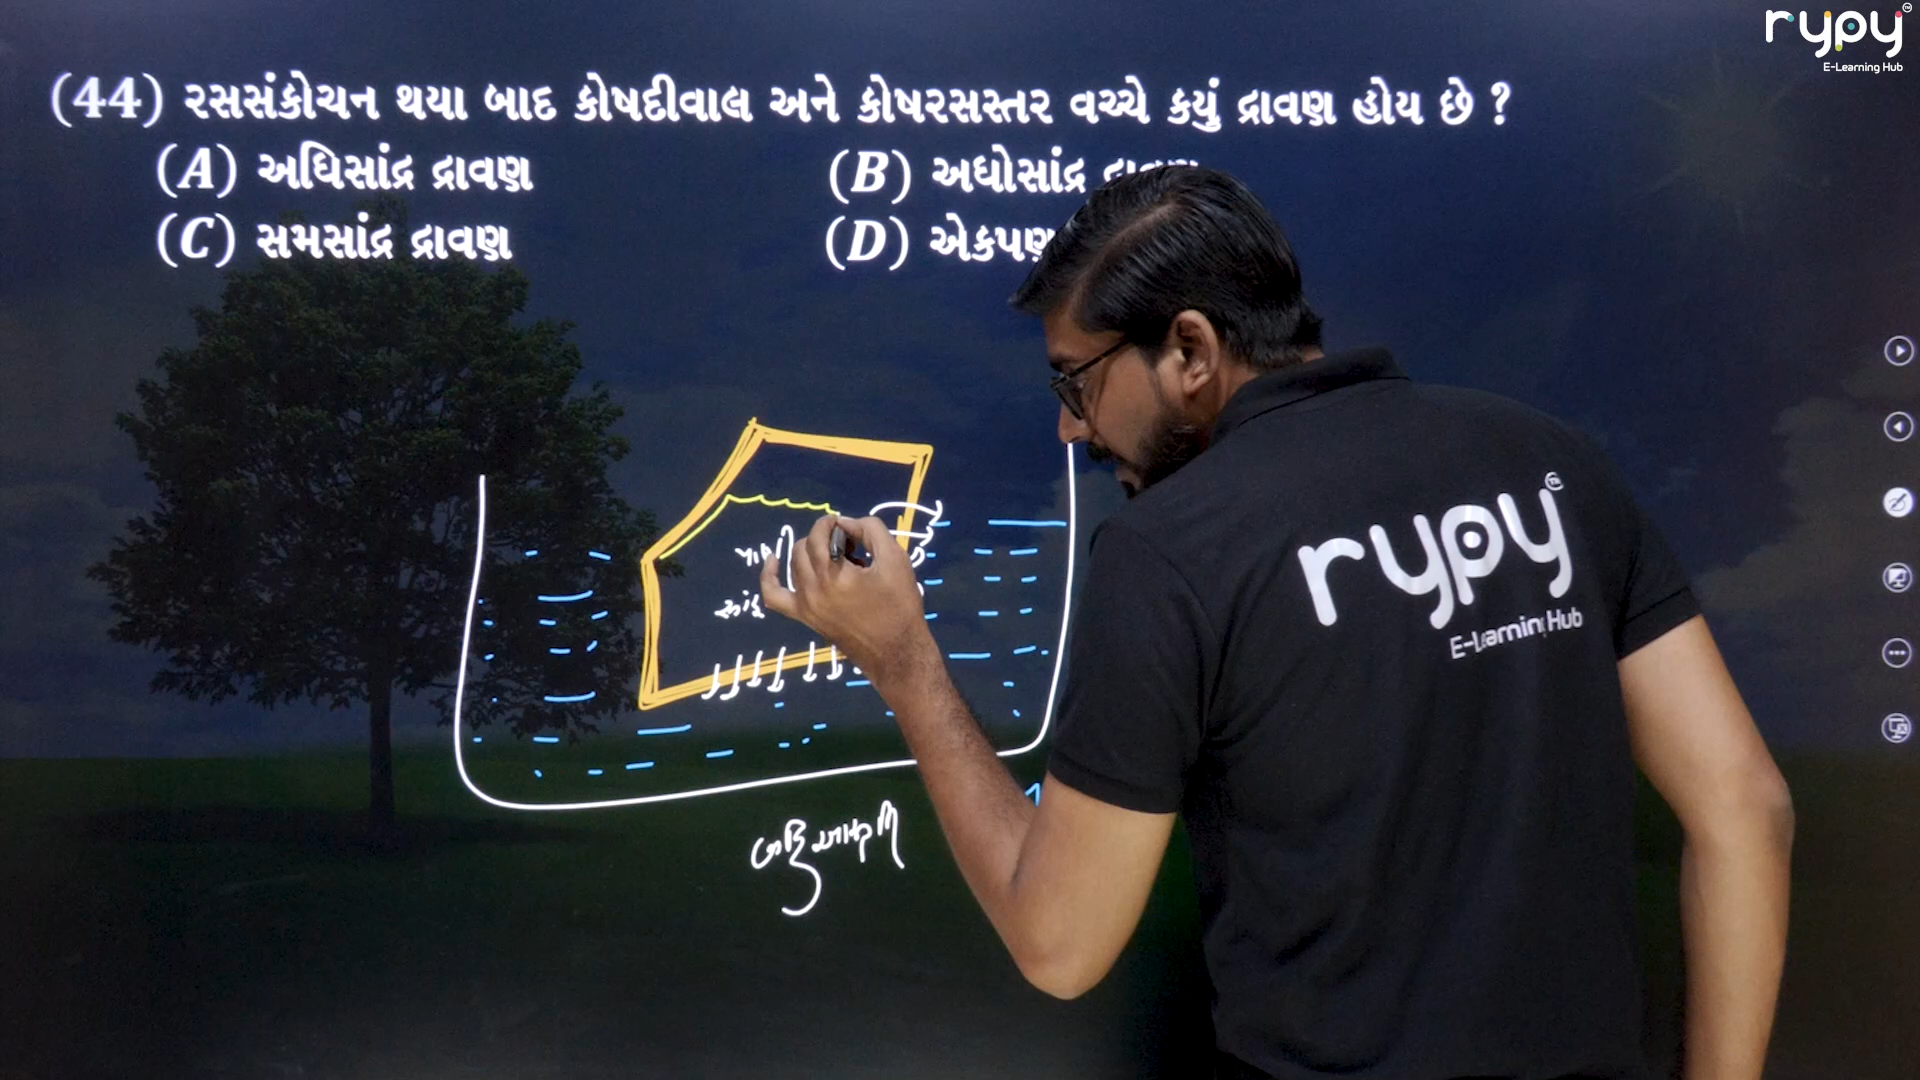 rypy
E-Learning Hub
(44) રસસંકોચન થયા બાદ કોષદીવાલ અને કોષરસસ્તર વચ્ચે કયું દ્રાવણ હોય છે ?
(A) અધિસાંદ્ર દ્રાવણ
(B) અધોસાંદ્ર
(C) સમસાંદ્ર દ્રાવણ
(D) એકપણ
rypy
E-Learning Hub